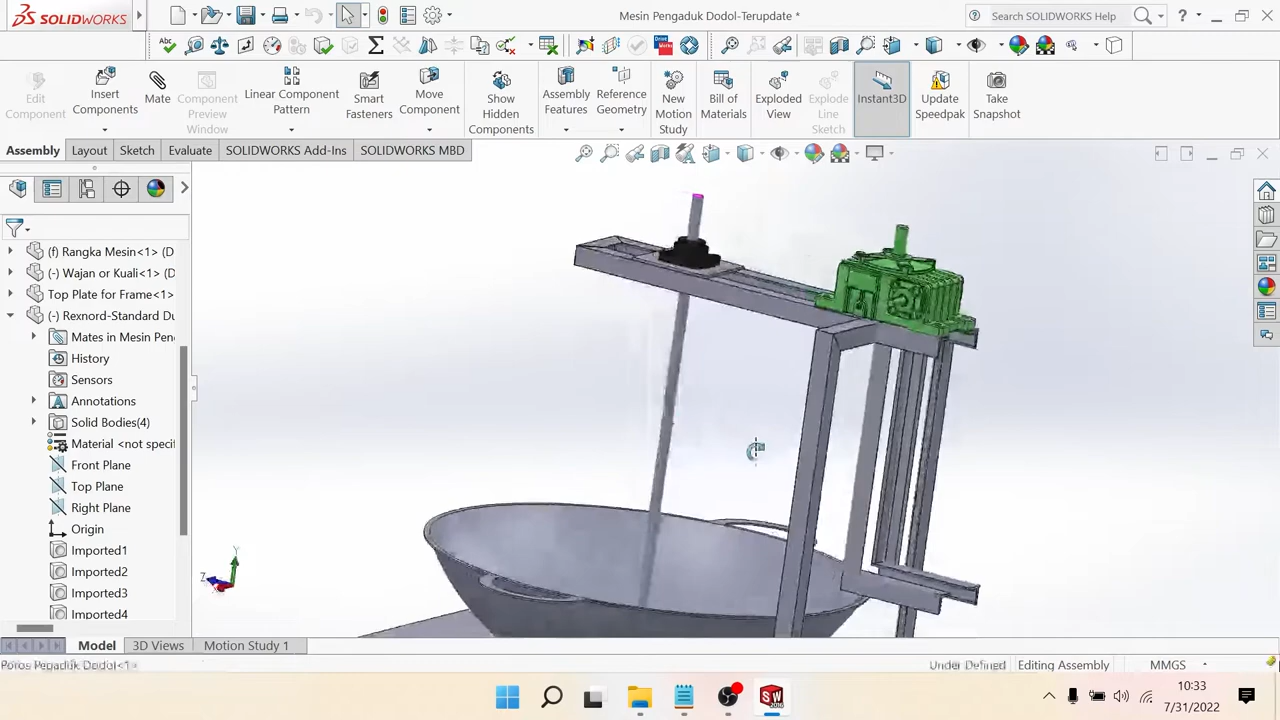 SOLIDWORKS
Mesin Pengaduk Dodol-Terupdate *
Search SOLIDWORKS Help
Edit Component
Insert Components
Mate
Component Preview Window
Linear Component Pattern
Smart Fasteners
Move Component
Show Hidden Components
Assembly Features
Reference Geometry
New Motion Study
Bill of Materials
Exploded View
Explode Line Sketch
Instant3D
Update Speedpak
Take Snapshot
Assembly
Layout
Sketch
Evaluate
SOLIDWORKS Add-Ins
SOLIDWORKS MBD
(f) Rangka Mesin<1> (D
(-) Wajan or Kuali<1> (D
Top Plate for Frame<1>
(-) Rexnord-Standard Du
Mates in Mesin Pen
History
Sensors
Annotations
Solid Bodies(4)
Material <not specif
Front Plane
Top Plane
Right Plane
Origin
Imported1
Imported2
Imported3
Imported4
Y
Z
Model
3D Views
Motion Study 1
Poros Pegaduk Dodol<1>
Under Defined
Editing Assembly
MMGS
SW
2016
10:33
7/31/2022